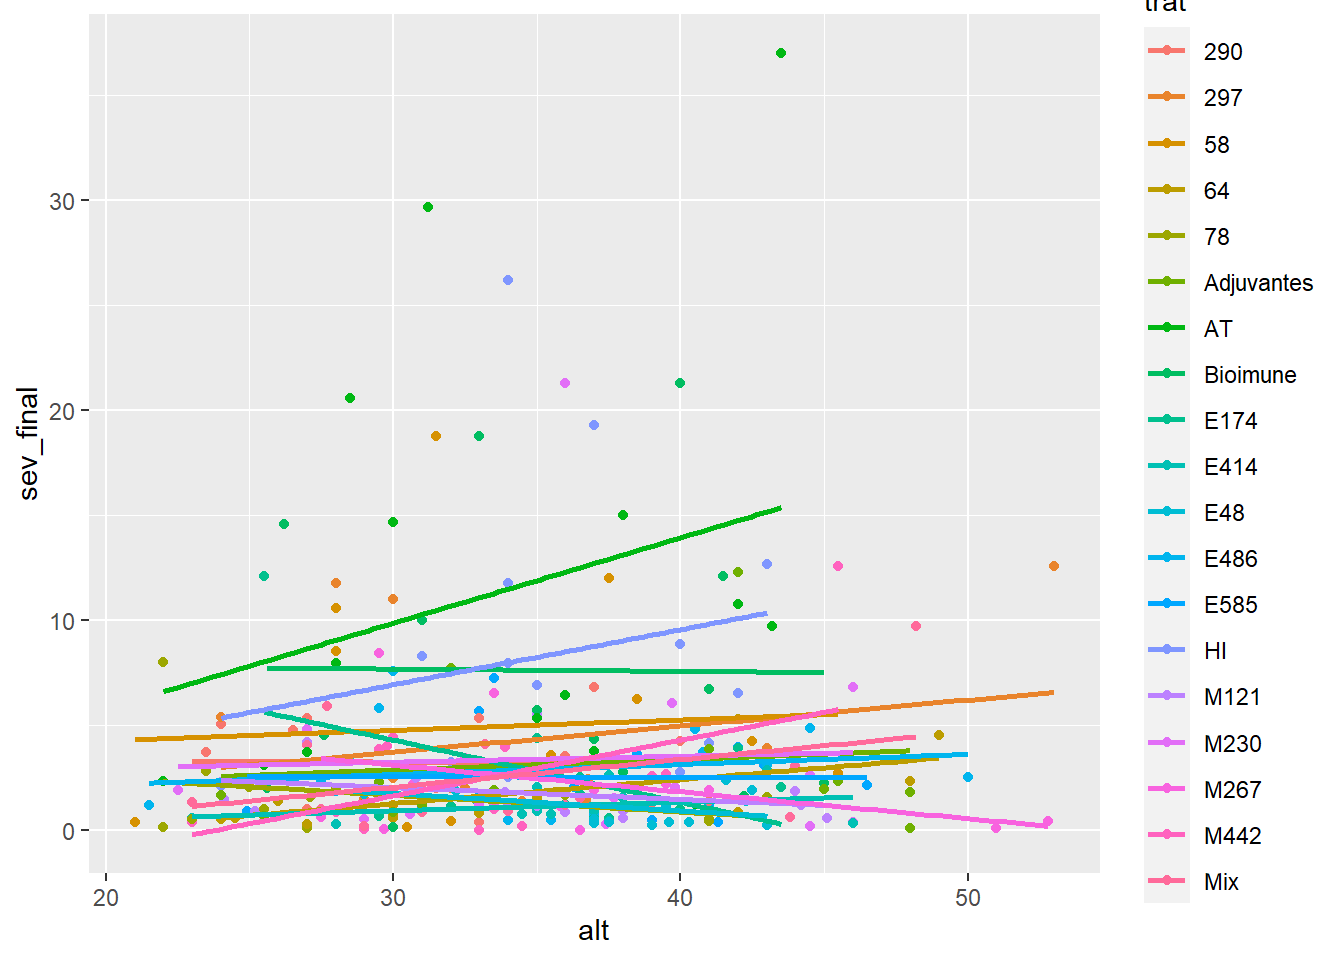 trat
290
297
58
64
78
Adjuvantes
AT
Bioimune
E174
E414
E48
E486
E585
HI
M121
M230
M267
M442
Mix
30
20
10
0
sev_final
20
30
40
50
alt